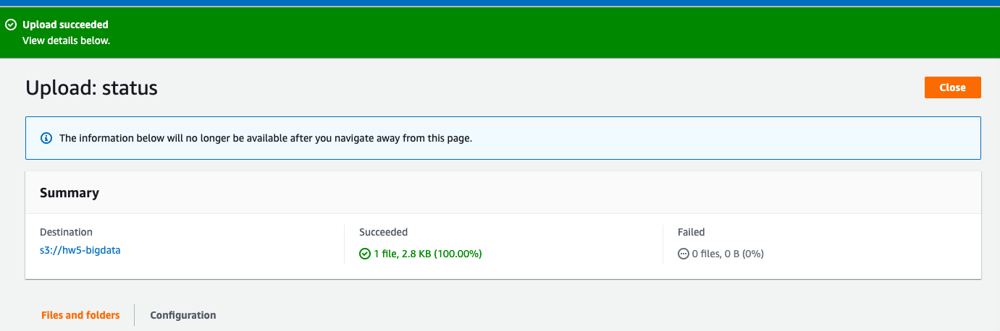 Upload succeeded
View details below.
Upload: status
Close
The information below will no longer be available after you navigate away from this page.
Summary
Destination
s3://hw5-bigdata
Succeeded
1 file, 2.8 KB (100.00%)
Failed
0 files, 0 B (0%)
Files and folders
Configuration